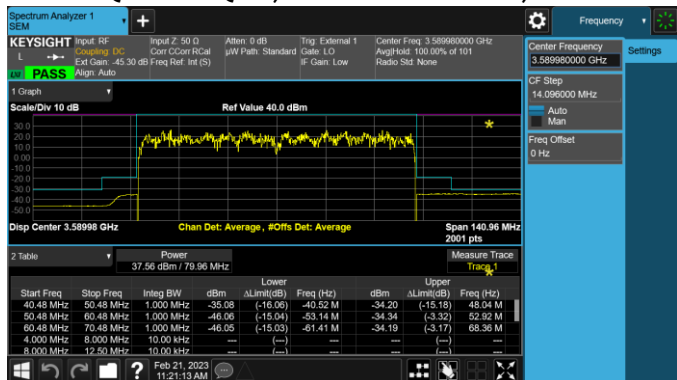 Spectrum Analyzer 1
SEM
Frequency
KEYSIGHT
L
PASS
Input: RF
Coupling: DC
Ext Gain: -45.30 dB
Align: Auto
Input Z: 50 Ω
Corr CCorr RCal
Freq Ref: Int (S)
Atten: 0 dB
µW Path: Standard
Trig: External 1
Gate: LO
IF Gain: Low
Center Freq: 3.589980000 GHz
Avg|Hold: 100.00% of 101
Radio Std: None
Center Frequency
3.589980000 GHz
Settings
CF Step
14.096000 MHz
Auto
Man
Freq Offset
0 Hz
1 Graph
Scale/Div 10 dB
Ref Value 40.0 dBm
30.0
20.0
10.0
0.00
-10.0
-20.0
-30.0
-40.0
-50.0
Disp Center 3.58998 GHz
Chan Det: Average , #Offs Det: Average
Span 140.96 MHz
2001 pts
2 Table
Power
37.56 dBm / 79.96 MHz
Measure Trace
Trace 1
Lower Upper
Start Freq Stop Freq Integ BW dBm ΔLimit(dB) Freq (Hz) dBm ΔLimit(dB) Freq (Hz)
40.48 MHz 50.48 MHz 1.000 MHz -35.08 (-16.06) -40.52 M -34.20 (-15.18) 48.04 M
50.48 MHz 60.48 MHz 1.000 MHz -46.06 (-15.04) -53.14 M -34.34 (-3.32) 52.92 M
60.48 MHz 70.48 MHz 1.000 MHz -46.05 (-15.03) -61.41 M -34.19 (-3.17) 68.36 M
4.000 MHz 8.000 MHz 10.00 kHz --- (---) --- --- (---) ---
8.000 MHz 12.50 MHz 10.00 kHz --- (---) --- --- (---) ---
?
Feb 21, 2023
11:21:13 AM